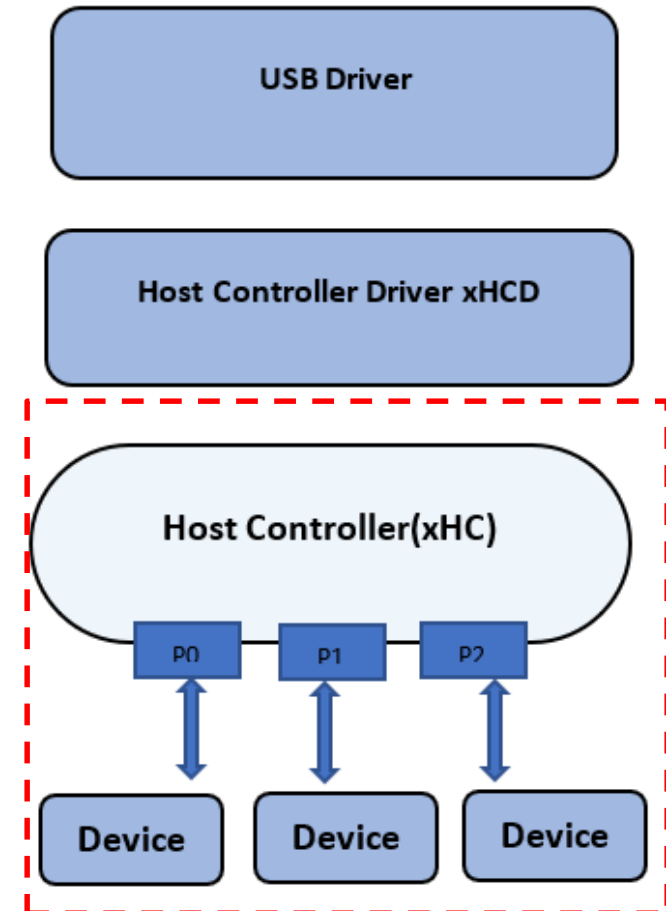 USB Driver
Host Controller Driver xHCD
Host Controller(xHC)
P0 P1 P2
Device Device Device